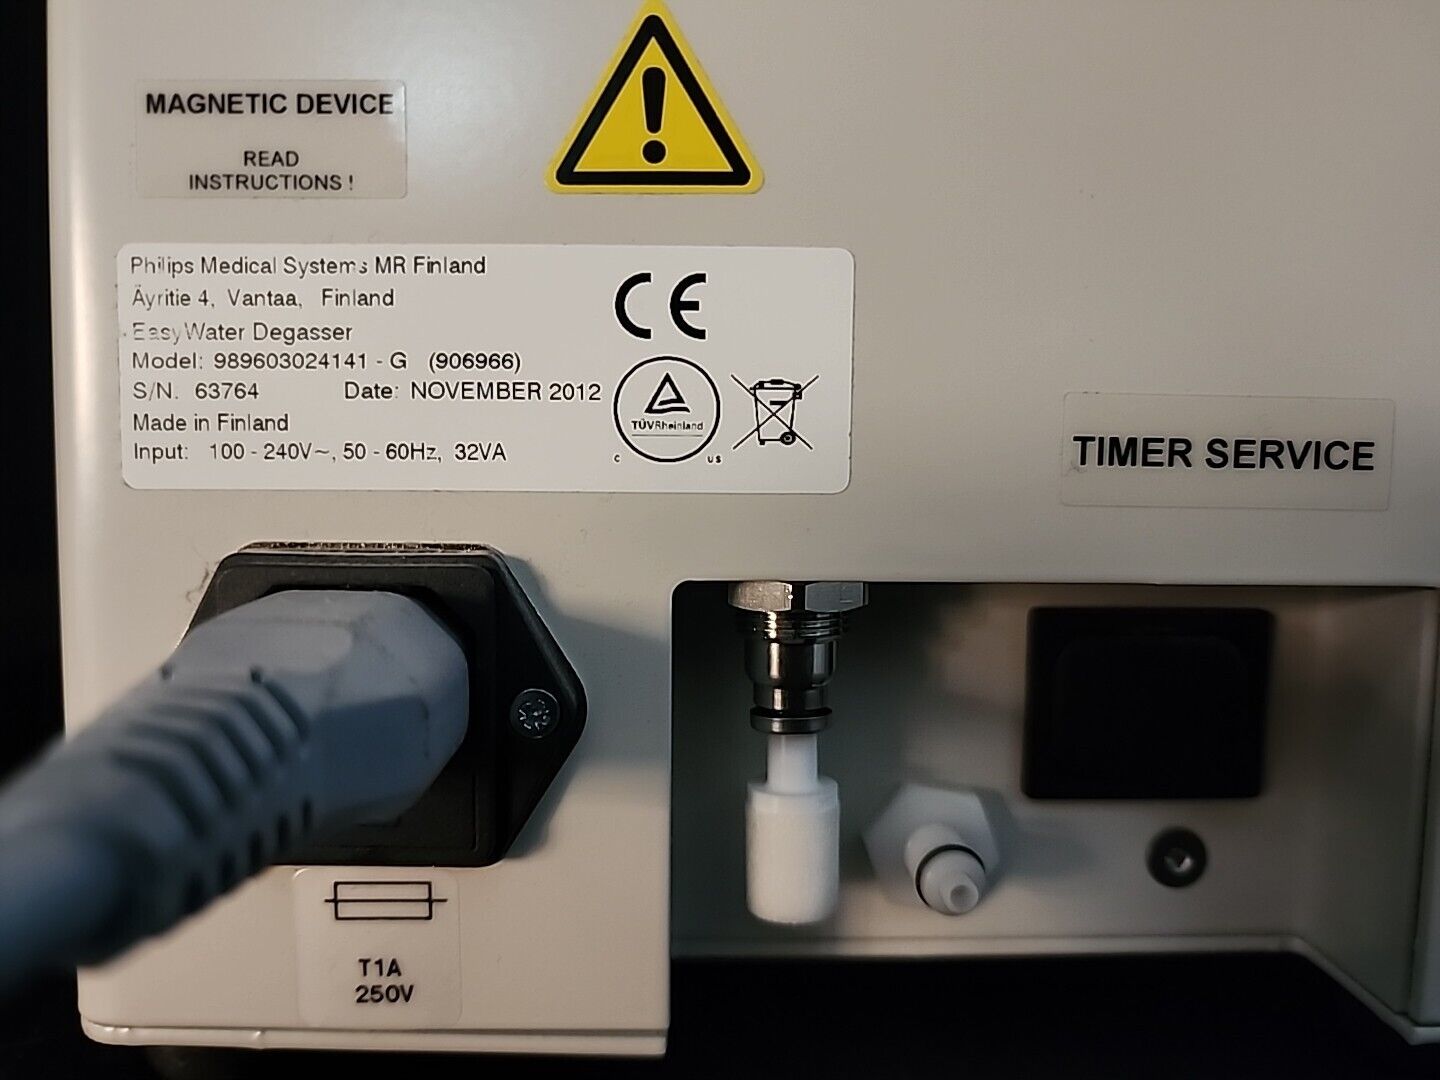 MAGNETIC DEVICE
READ
INSTRUCTIONS !
Philips Medical Systems MR Finland
Äyritie 4, Vantaa, Finland
EasyWater Degasser
Model: 989603024141 - G (906966)
S/N. 63764 Date: NOVEMBER 2012
Made in Finland
Input: 100 - 240V~, 50 - 60Hz, 32VA
CE
TÜVRheinland
C US
TIMER SERVICE
T1A
250V